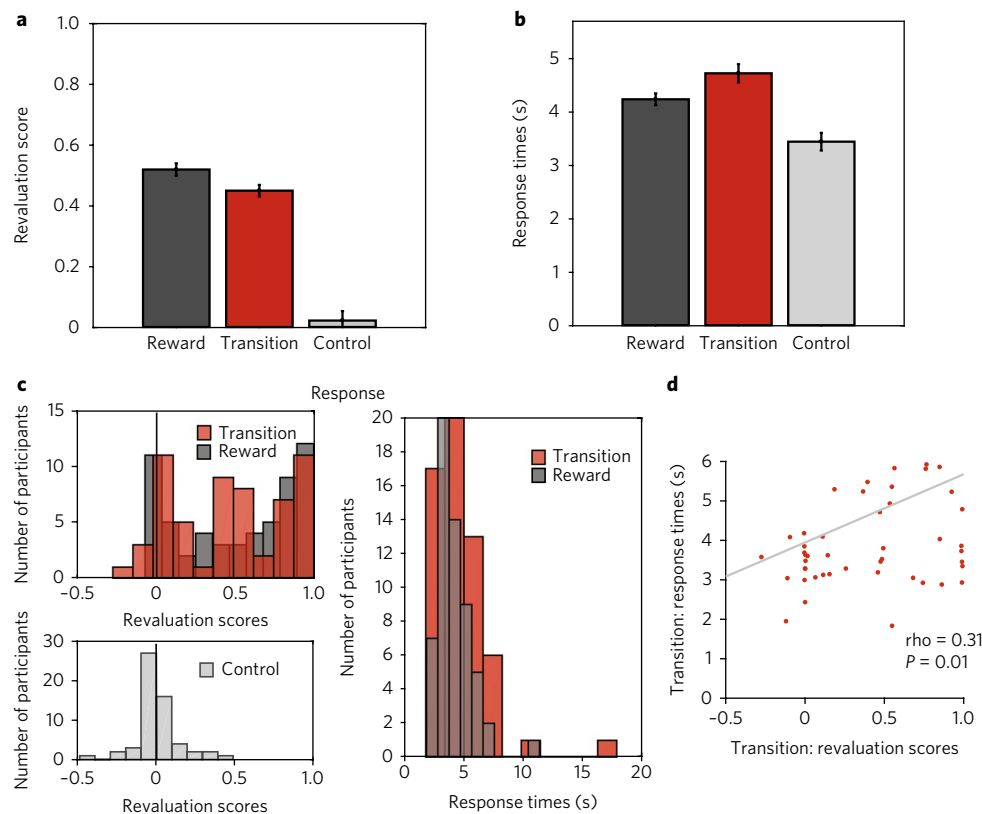 a
Revaluation score
1.0
0.8
0.6
0.4
0.2
0
Reward Transition Control
b
Response times (s)
5
4
3
2
1
0
Reward Transition Control
c
Response
Number of participants
15
10
5
0
Transition
Reward
−0.5 0 0.5 1.0
Revaluation scores
Number of participants
30
20
10
0
Control
−0.5 0 0.5 1.0
Revaluation scores
Number of participants
20
18
16
14
12
10
8
6
4
2
0
Transition
Reward
0 5 10 15 20
Response times (s)
d
Transition: response times (s)
6
5
4
3
2
1
0
rho = 0.31
P = 0.01
−0.5 0 0.5 1.0
Transition: revaluation scores